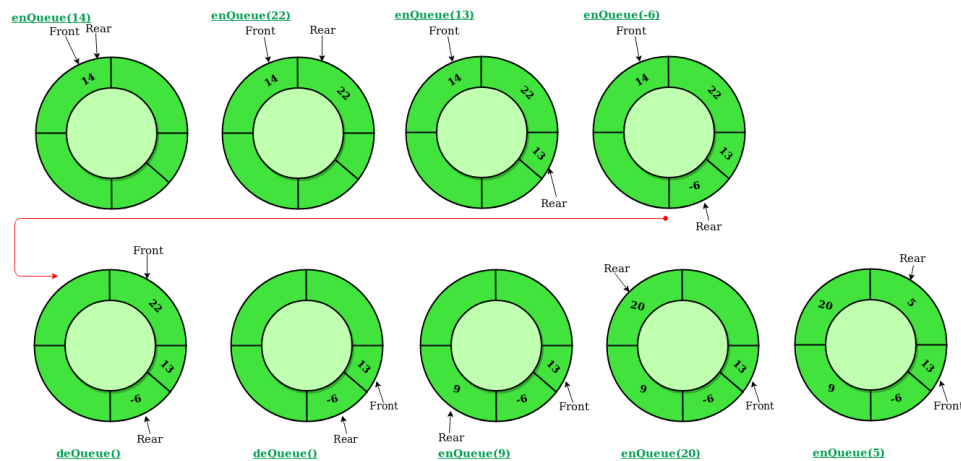 enQueue(14)
Front
Rear
14
enQueue(22)
Front
Rear
14
22
enQueue(13)
Front
14
22
13
Rear
enQueue(-6)
Front
14
22
13
-6
Rear
Front
22
13
-6
Rear
deQueue()
13
-6
Front
Rear
deQueue()
13
9
-6
Front
Rear
enQueue(9)
Rear
20
13
9
-6
Front
enQueue(20)
Rear
20
5
13
9
-6
Front
enQueue(5)